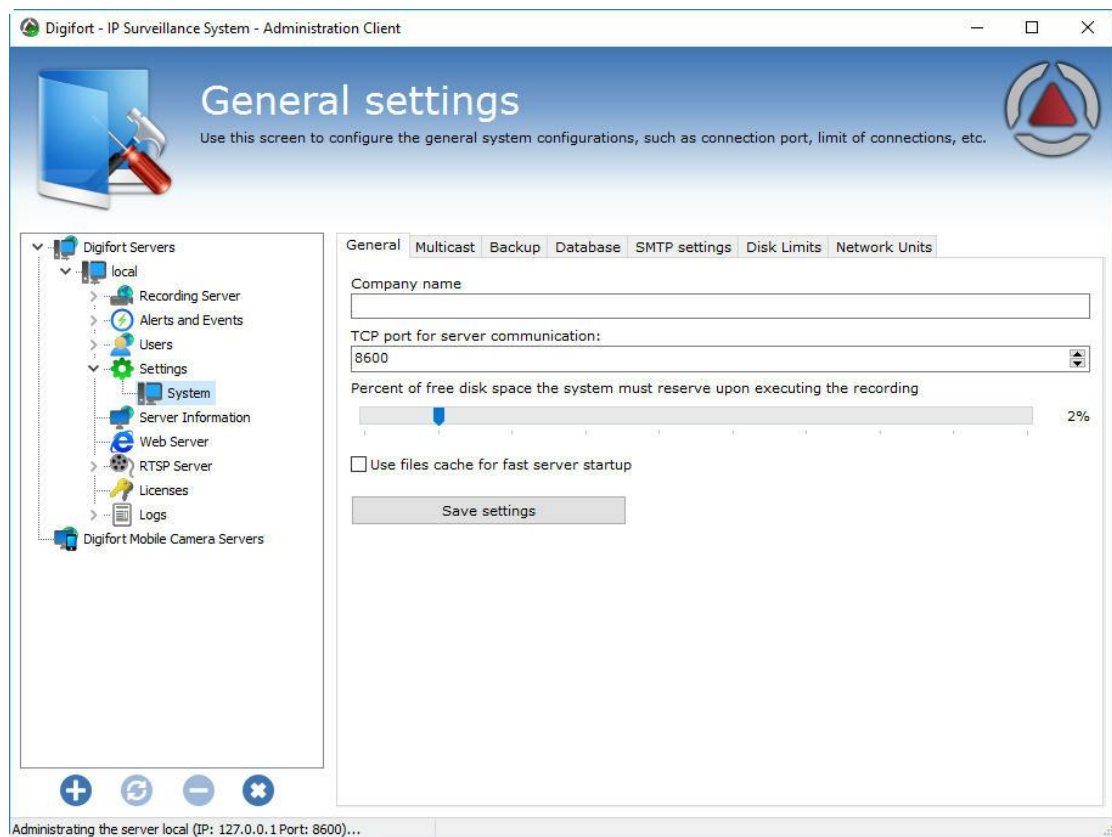 Digifort - IP Surveillance System - Administration Client
General settings
Use this screen to configure the general system configurations, such as connection port, limit of connections, etc.
Digifort Servers
local
Recording Server
Alerts and Events
Users
Settings
System
Server Information
Web Server
RTSP Server
Licenses
Logs
Digifort Mobile Camera Servers
General Multicast Backup Database SMTP settings Disk Limits Network Units
Company name
TCP port for server communication:
8600
Percent of free disk space the system must reserve upon executing the recording
2%
Use files cache for fast server startup
Save settings
Administrating the server local (IP: 127.0.0.1 Port: 8600)...